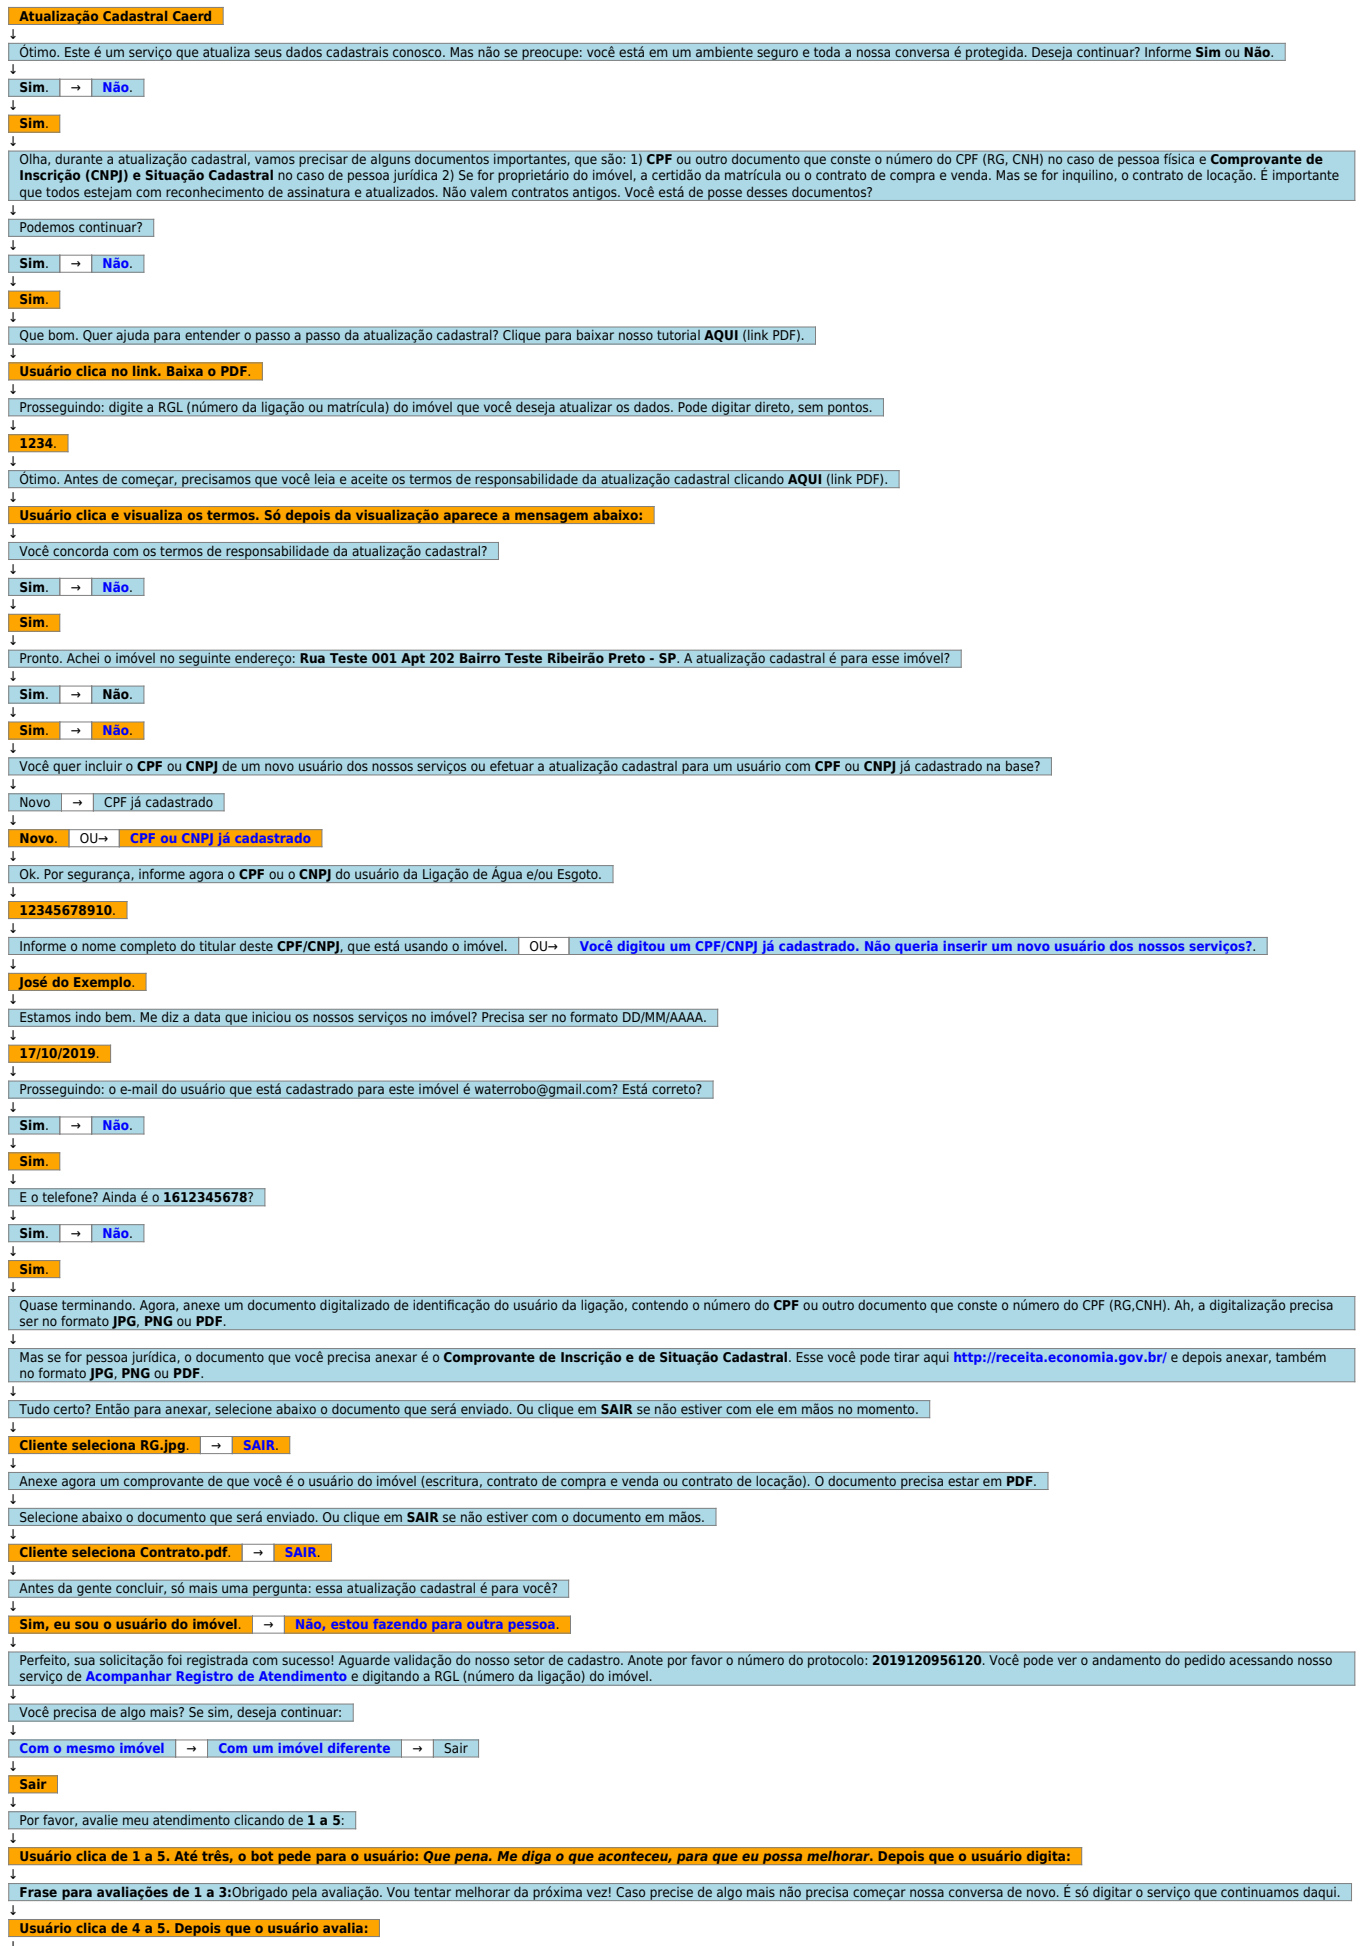 Atualização Cadastral Caerd
↓
Ótimo. Este é um serviço que atualiza seus dados cadastrais conosco. Mas não se preocupe: você está em um ambiente seguro e toda a nossa conversa é protegida. Deseja continuar? Informe Sim ou Não.
↓
Sim. → Não.
↓
Sim.
↓
Olha, durante a atualização cadastral, vamos precisar de alguns documentos importantes, que são: 1) CPF ou outro documento que conste o número do CPF (RG, CNH) no caso de pessoa física e Comprovante de
Inscrição (CNPJ) e Situação Cadastral no caso de pessoa jurídica 2) Se for proprietário do imóvel, a certidão da matrícula ou o contrato de compra e venda. Mas se for inquilino, o contrato de locação. É importante
que todos estejam com reconhecimento de assinatura e atualizados. Não valem contratos antigos. Você está de posse desses documentos?
↓
Podemos continuar?
↓
Sim. → Não.
↓
Sim.
↓
Que bom. Quer ajuda para entender o passo a passo da atualização cadastral? Clique para baixar nosso tutorial AQUI (link PDF).
↓
Usuário clica no link. Baixa o PDF.
↓
Prosseguindo: digite a RGL (número da ligação ou matrícula) do imóvel que você deseja atualizar os dados. Pode digitar direto, sem pontos.
↓
1234.
↓
Ótimo. Antes de começar, precisamos que você leia e aceite os termos de responsabilidade da atualização cadastral clicando AQUI (link PDF).
↓
Usuário clica e visualiza os termos. Só depois da visualização aparece a mensagem abaixo:
↓
Você concorda com os termos de responsabilidade da atualização cadastral?
↓
Sim. → Não.
↓
Sim.
↓
Pronto. Achei o imóvel no seguinte endereço: Rua Teste 001 Apt 202 Bairro Teste Ribeirão Preto - SP. A atualização cadastral é para esse imóvel?
↓
Sim. → Não.
↓
Sim. → Não.
↓
Você quer incluir o CPF ou CNPJ de um novo usuário dos nossos serviços ou efetuar a atualização cadastral para um usuário com CPF ou CNPJ já cadastrado na base?
↓
Novo → CPF já cadastrado
↓
Novo. OU→ CPF ou CNPJ já cadastrado
↓
Ok. Por segurança, informe agora o CPF ou o CNPJ do usuário da Ligação de Água e/ou Esgoto.
↓
12345678910.
↓
Informe o nome completo do titular deste CPF/CNPJ, que está usando o imóvel. OU→ Você digitou um CPF/CNPJ já cadastrado. Não queria inserir um novo usuário dos nossos serviços?.
↓
José do Exemplo.
↓
Estamos indo bem. Me diz a data que iniciou os nossos serviços no imóvel? Precisa ser no formato DD/MM/AAAA.
↓
17/10/2019.
↓
Prosseguindo: o e-mail do usuário que está cadastrado para este imóvel é waterrobo@gmail.com? Está correto?
↓
Sim. → Não.
↓
Sim.
↓
E o telefone? Ainda é o 1612345678?
↓
Sim. → Não.
↓
Sim.
↓
Quase terminando. Agora, anexe um documento digitalizado de identificação do usuário da ligação, contendo o número do CPF ou outro documento que conste o número do CPF (RG,CNH). Ah, a digitalização precisa
ser no formato JPG, PNG ou PDF.
↓
Mas se for pessoa jurídica, o documento que você precisa anexar é o Comprovante de Inscrição e de Situação Cadastral. Esse você pode tirar aqui http://receita.economia.gov.br/ e depois anexar, também
no formato JPG, PNG ou PDF.
↓
Tudo certo? Então para anexar, selecione abaixo o documento que será enviado. Ou clique em SAIR se não estiver com ele em mãos no momento.
↓
Cliente seleciona RG.jpg. → SAIR.
↓
Anexe agora um comprovante de que você é o usuário do imóvel (escritura, contrato de compra e venda ou contrato de locação). O documento precisa estar em PDF.
↓
Selecione abaixo o documento que será enviado. Ou clique em SAIR se não estiver com o documento em mãos.
↓
Cliente seleciona Contrato.pdf. → SAIR.
↓
Antes da gente concluir, só mais uma pergunta: essa atualização cadastral é para você?
↓
Sim, eu sou o usuário do imóvel. → Não, estou fazendo para outra pessoa.
↓
Perfeito, sua solicitação foi registrada com sucesso! Aguarde validação do nosso setor de cadastro. Anote por favor o número do protocolo: 2019120956120. Você pode ver o andamento do pedido acessando nosso
serviço de Acompanhar Registro de Atendimento e digitando a RGL (número da ligação) do imóvel.
↓
Você precisa de algo mais? Se sim, deseja continuar:
↓
Com o mesmo imóvel → Com um imóvel diferente → Sair
↓
Sair
↓
Por favor, avalie meu atendimento clicando de 1 a 5:
↓
Usuário clica de 1 a 5. Até três, o bot pede para o usuário: Que pena. Me diga o que aconteceu, para que eu possa melhorar. Depois que o usuário digita:
↓
Frase para avaliações de 1 a 3:Obrigado pela avaliação. Vou tentar melhorar da próxima vez! Caso precise de algo mais não precisa começar nossa conversa de novo. É só digitar o serviço que continuamos daqui.
↓
Usuário clica de 4 a 5. Depois que o usuário avalia: